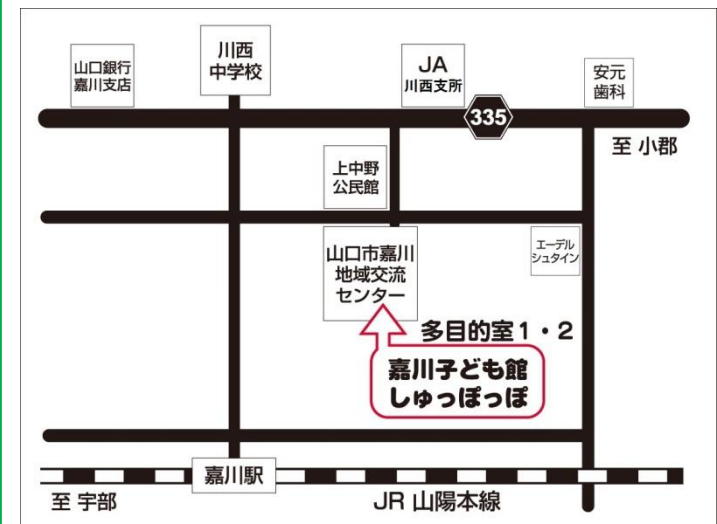 山口銀行
嘉川支店
川西
中学校
JA
川西支所
安元
歯科
335
至 小郡
上中野
公民館
山口市嘉川
地域交流
センター
エーデル
シュタイン
多目的室1・2
嘉川子ども館
しゅっぽっぽ
嘉川駅
至 宇部
JR 山陽本線